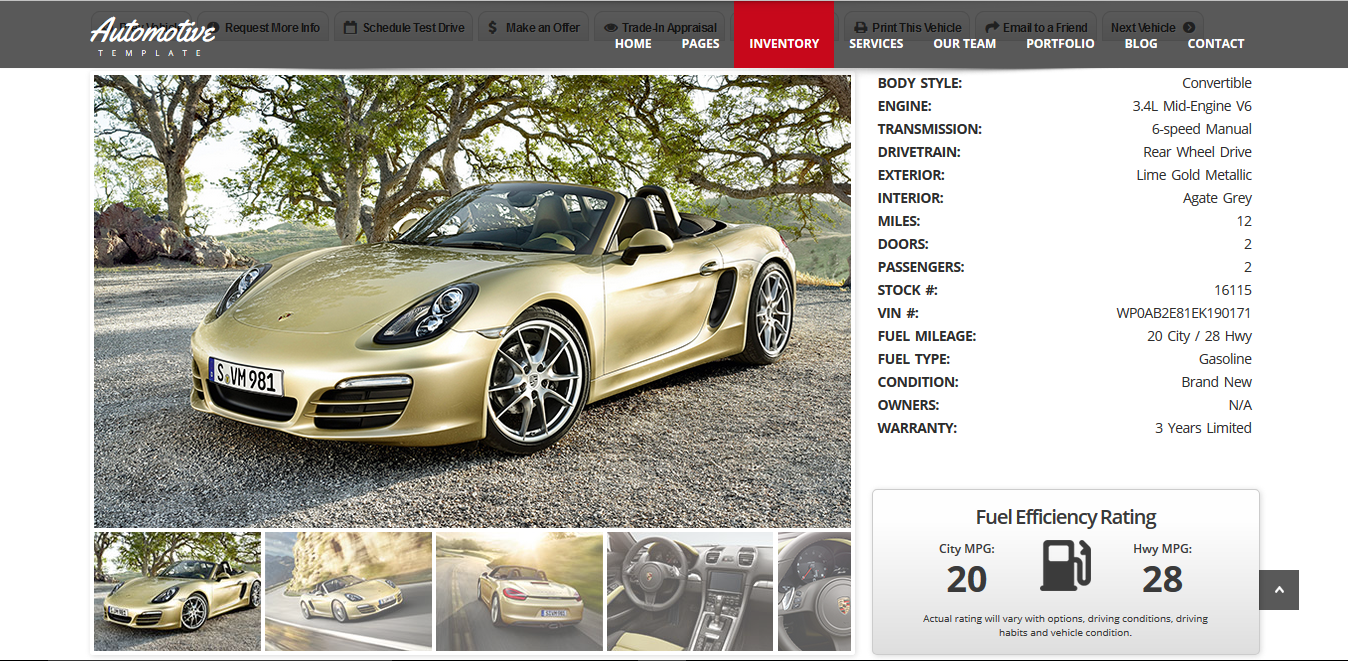 Automotive
TEMPLATE
Request More Info
Schedule Test Drive
Make an Offer
Trade-In Appraisal
Print This Vehicle
Email to a Friend
Next Vehicle
HOME PAGES INVENTORY SERVICES OUR TEAM PORTFOLIO BLOG CONTACT
S VM 981
BODY STYLE: Convertible
ENGINE: 3.4L Mid-Engine V6
TRANSMISSION: 6-speed Manual
DRIVETRAIN: Rear Wheel Drive
EXTERIOR: Lime Gold Metallic
INTERIOR: Agate Grey
MILES: 12
DOORS: 2
PASSENGERS: 2
STOCK #: 16115
VIN #: WP0AB2E81EK190171
FUEL MILEAGE: 20 City / 28 Hwy
FUEL TYPE: Gasoline
CONDITION: Brand New
OWNERS: N/A
WARRANTY: 3 Years Limited
Fuel Efficiency Rating
City MPG: Hwy MPG:
20 28
Actual rating will vary with options, driving conditions, driving
habits and vehicle condition.